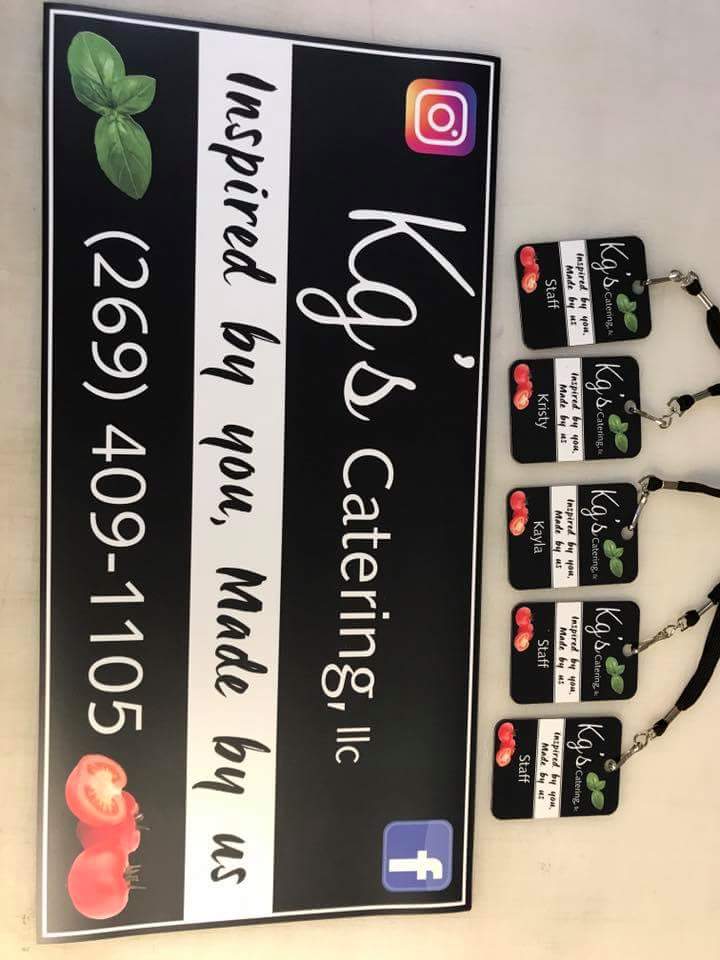 Kg's Catering, llc
Inspired by you,
Made by us
Staff
Kg's Catering, llc
Inspired by you,
Made by us
Kristy
Kg's Catering, llc
Inspired by you,
Made by us
Kayla
Kg's Catering, llc
Inspired by you,
Made by us
Staff
Kg's Catering, llc
Inspired by you,
Made by us
Staff
Kg's Catering, llc
Inspired by you, Made by us
(269) 409-1105